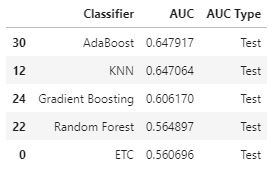 Classifier AUC AUC Type
30 AdaBoost 0.647917 Test
12 KNN 0.647064 Test
24 Gradient Boosting 0.606170 Test
22 Random Forest 0.564897 Test
0 ETC 0.560696 Test